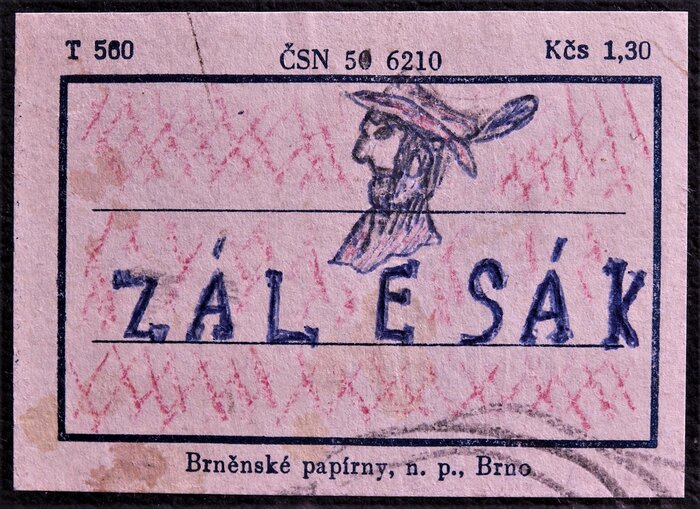 T 560 ČSN 50 6210 Kčs 1,30
ZÁLESÁK
Brněnské papírny, n. p., Brno